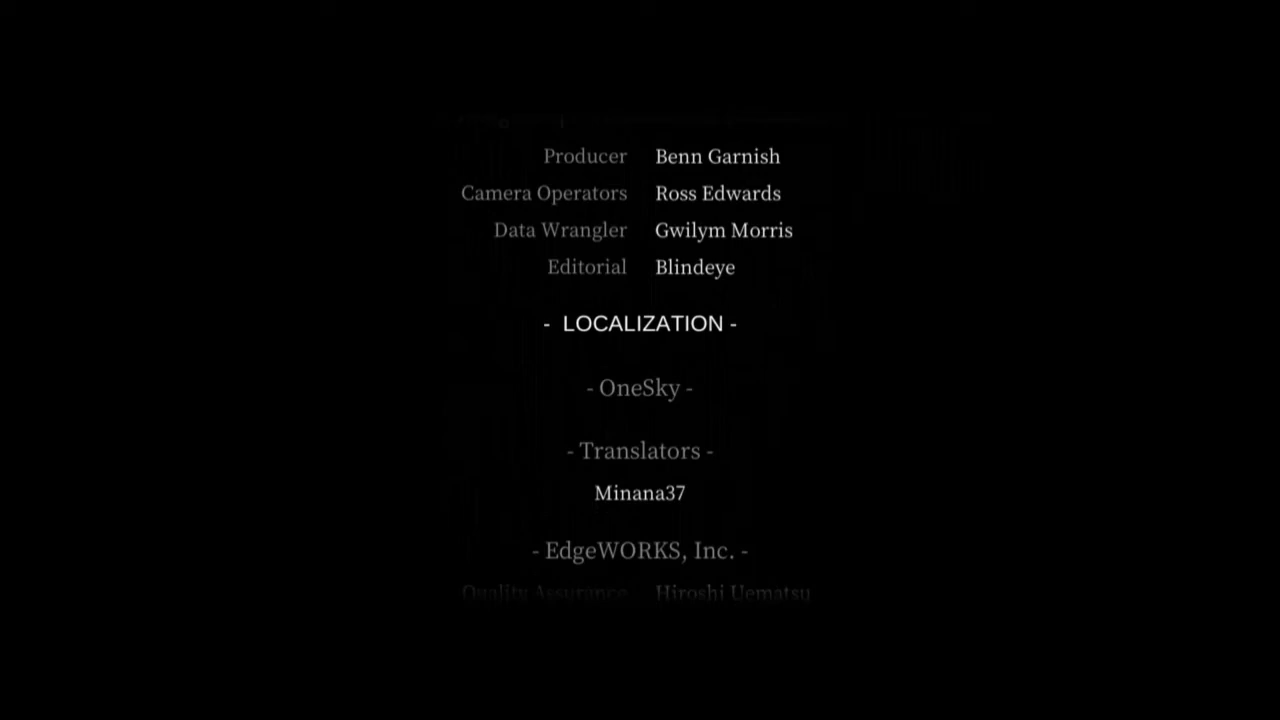 Producer Benn Garnish
Camera Operators Ross Edwards
Data Wrangler Gwilym Morris
Editorial Blindeye
- LOCALIZATION -
- OneSky -
- Translators -
Minana37
- EdgeWORKS, Inc. -
Quality Assurance Hiroshi Uematsu